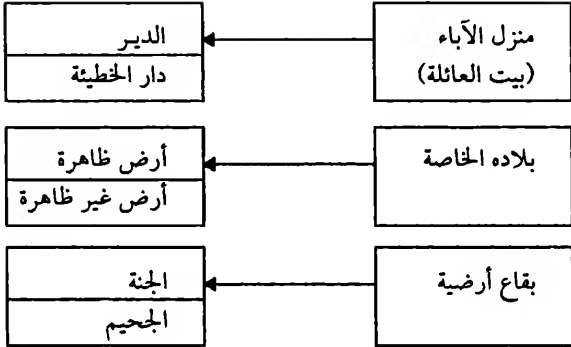 منزل الآباء
(بيت العائلة)
الدير
دار الخطيئة
بلاده الخاصة
أرض ظاهرة
أرض غير ظاهرة
بقاع أرضية
الجنة
الجحيم